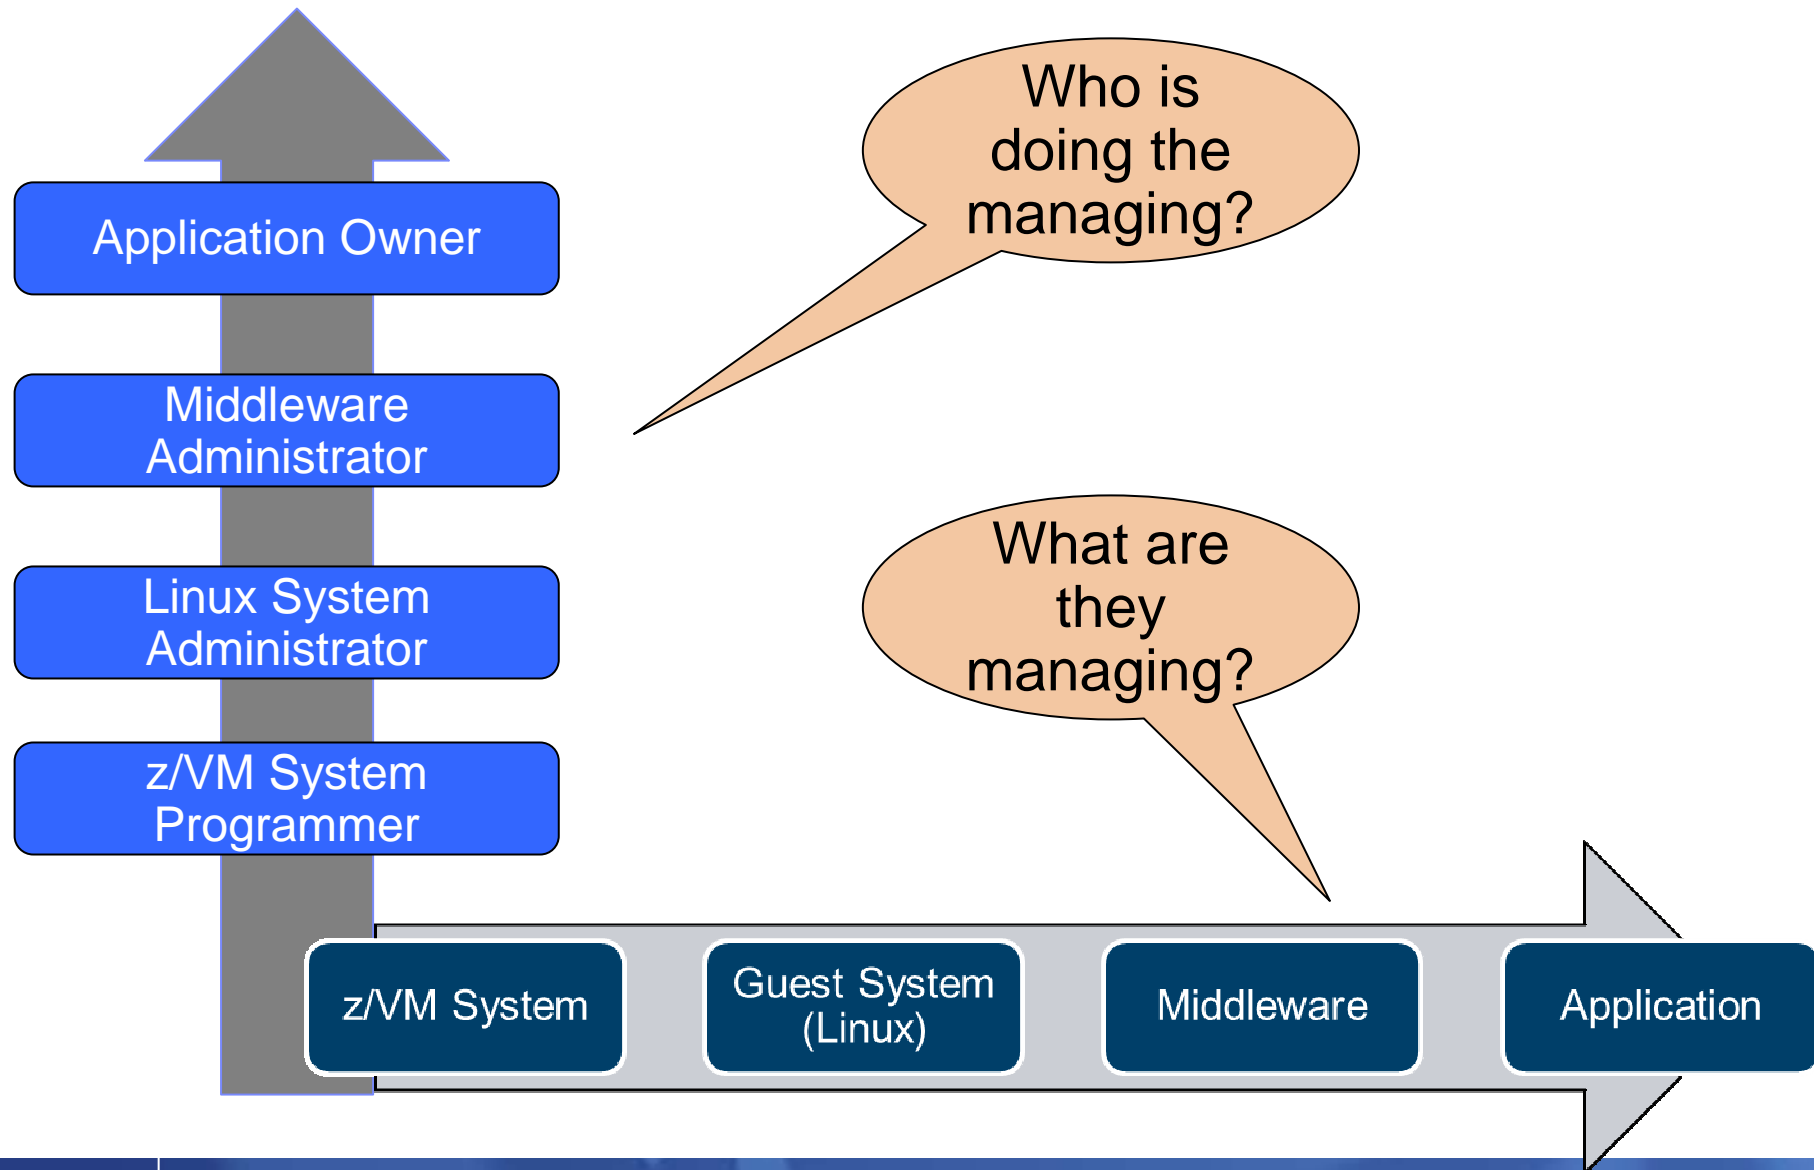 Who is
doing the
managing?
Application Owner
Middleware
Administrator
What are
they
managing?
Linux System
Administrator
z/VM System
Programmer
z/VM System
Guest System
(Linux)
Middleware
Application